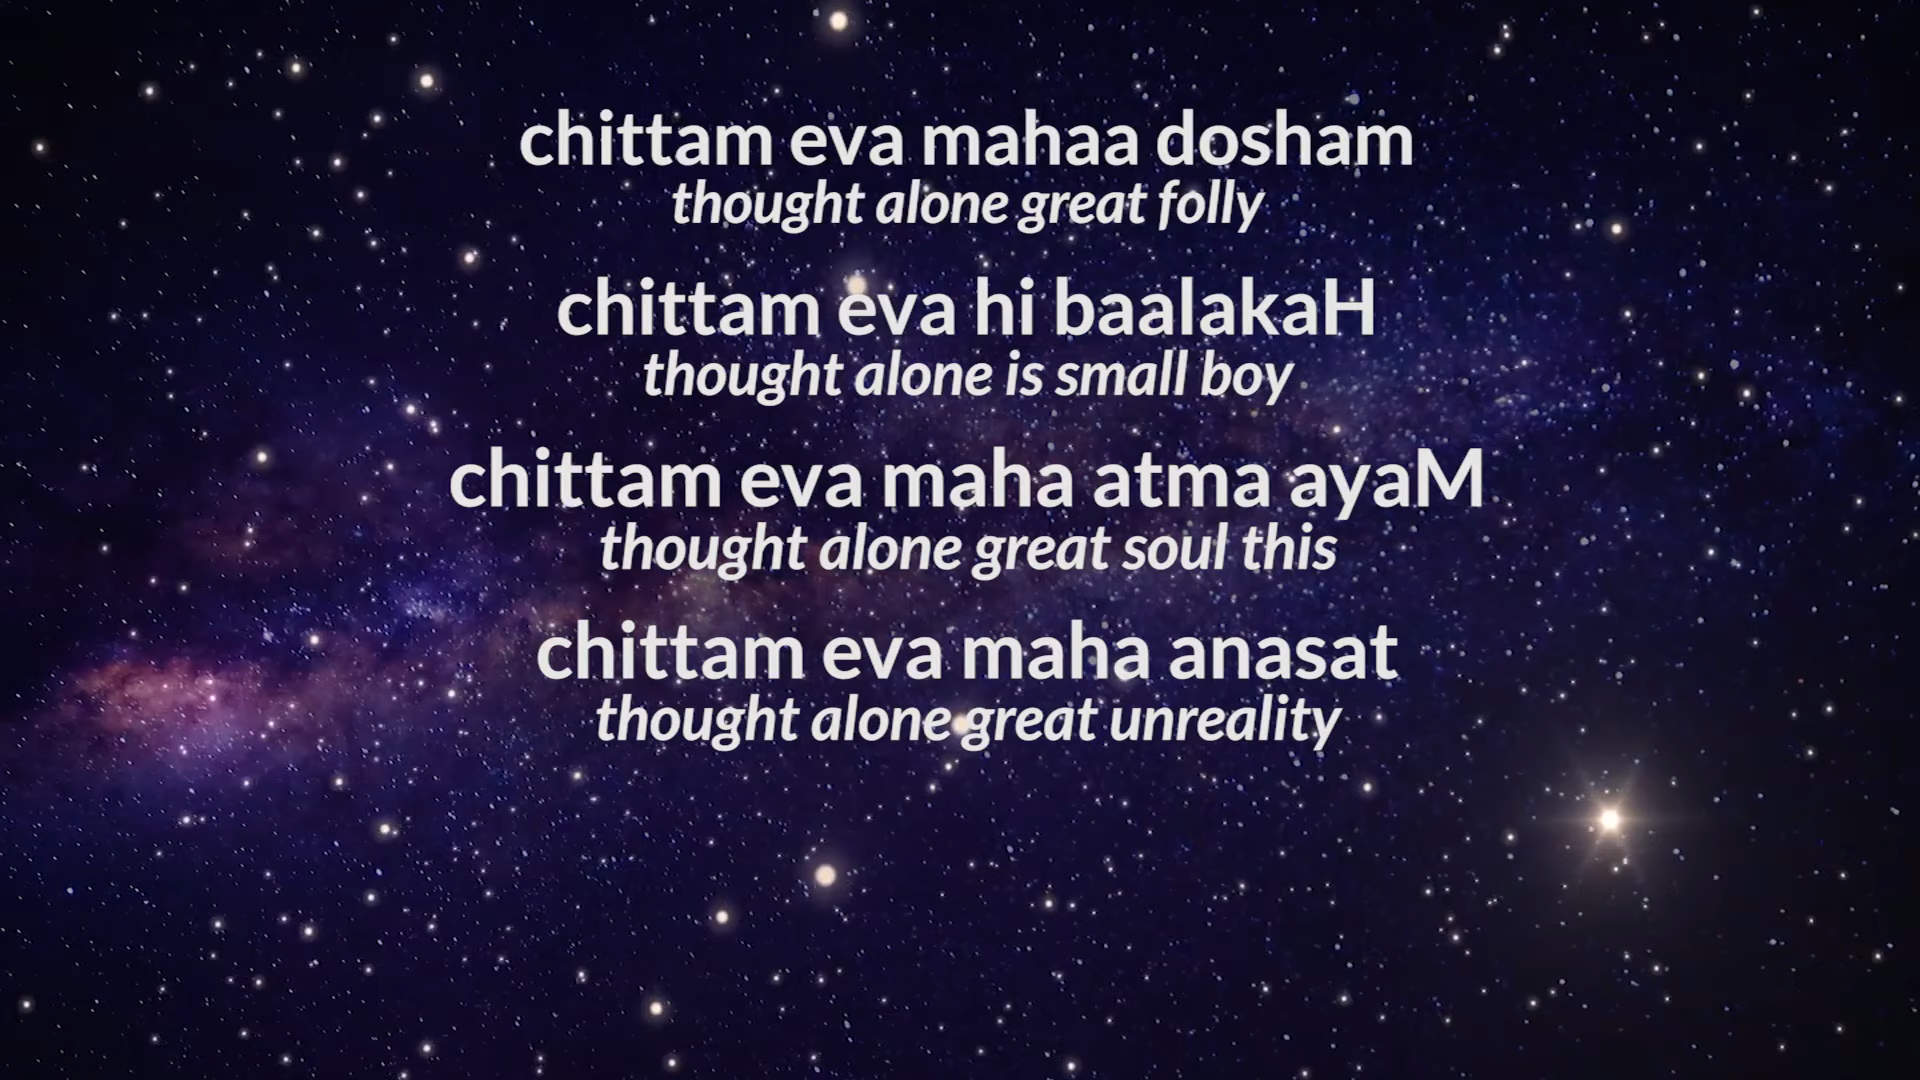 chittam eva mahaa dosham
thought alone great folly
chittam eva hi baalakaH
thought alone is small boy
chittam eva maha atma ayaM
thought alone great soul this
chittam eva maha anasat
thought alone great unreality